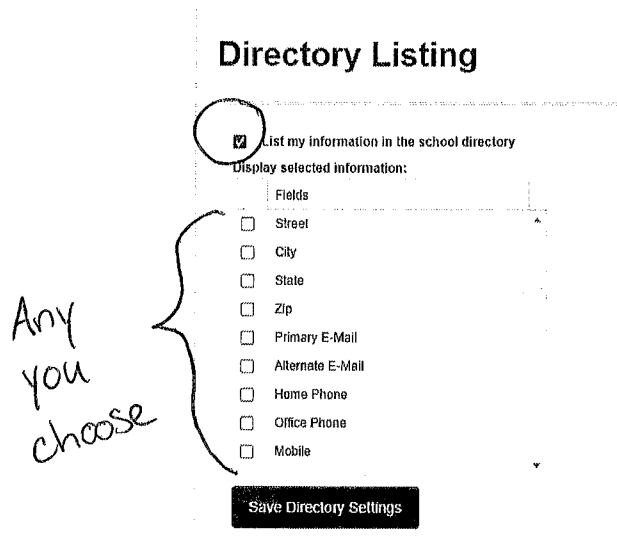 Directory Listing
List my information in the school directory
Display selected information:
Fields
Street
City
State
Zip
Primary E-Mail
Alternate E-Mail
Home Phone
Office Phone
Mobile
Any
you
choose
Save Directory Settings